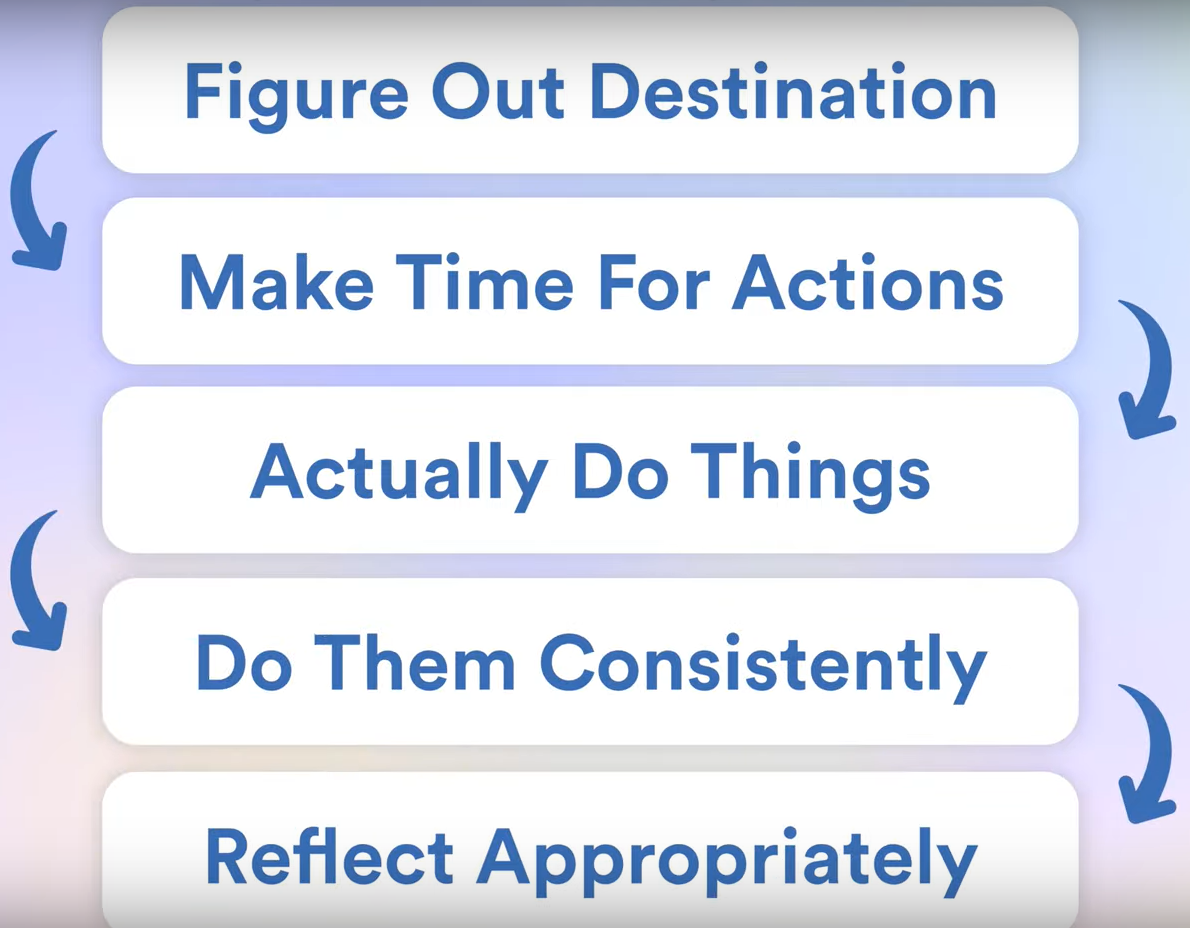 Figure Out Destination
Make Time For Actions
Actually Do Things
Do Them Consistently
Reflect Appropriately